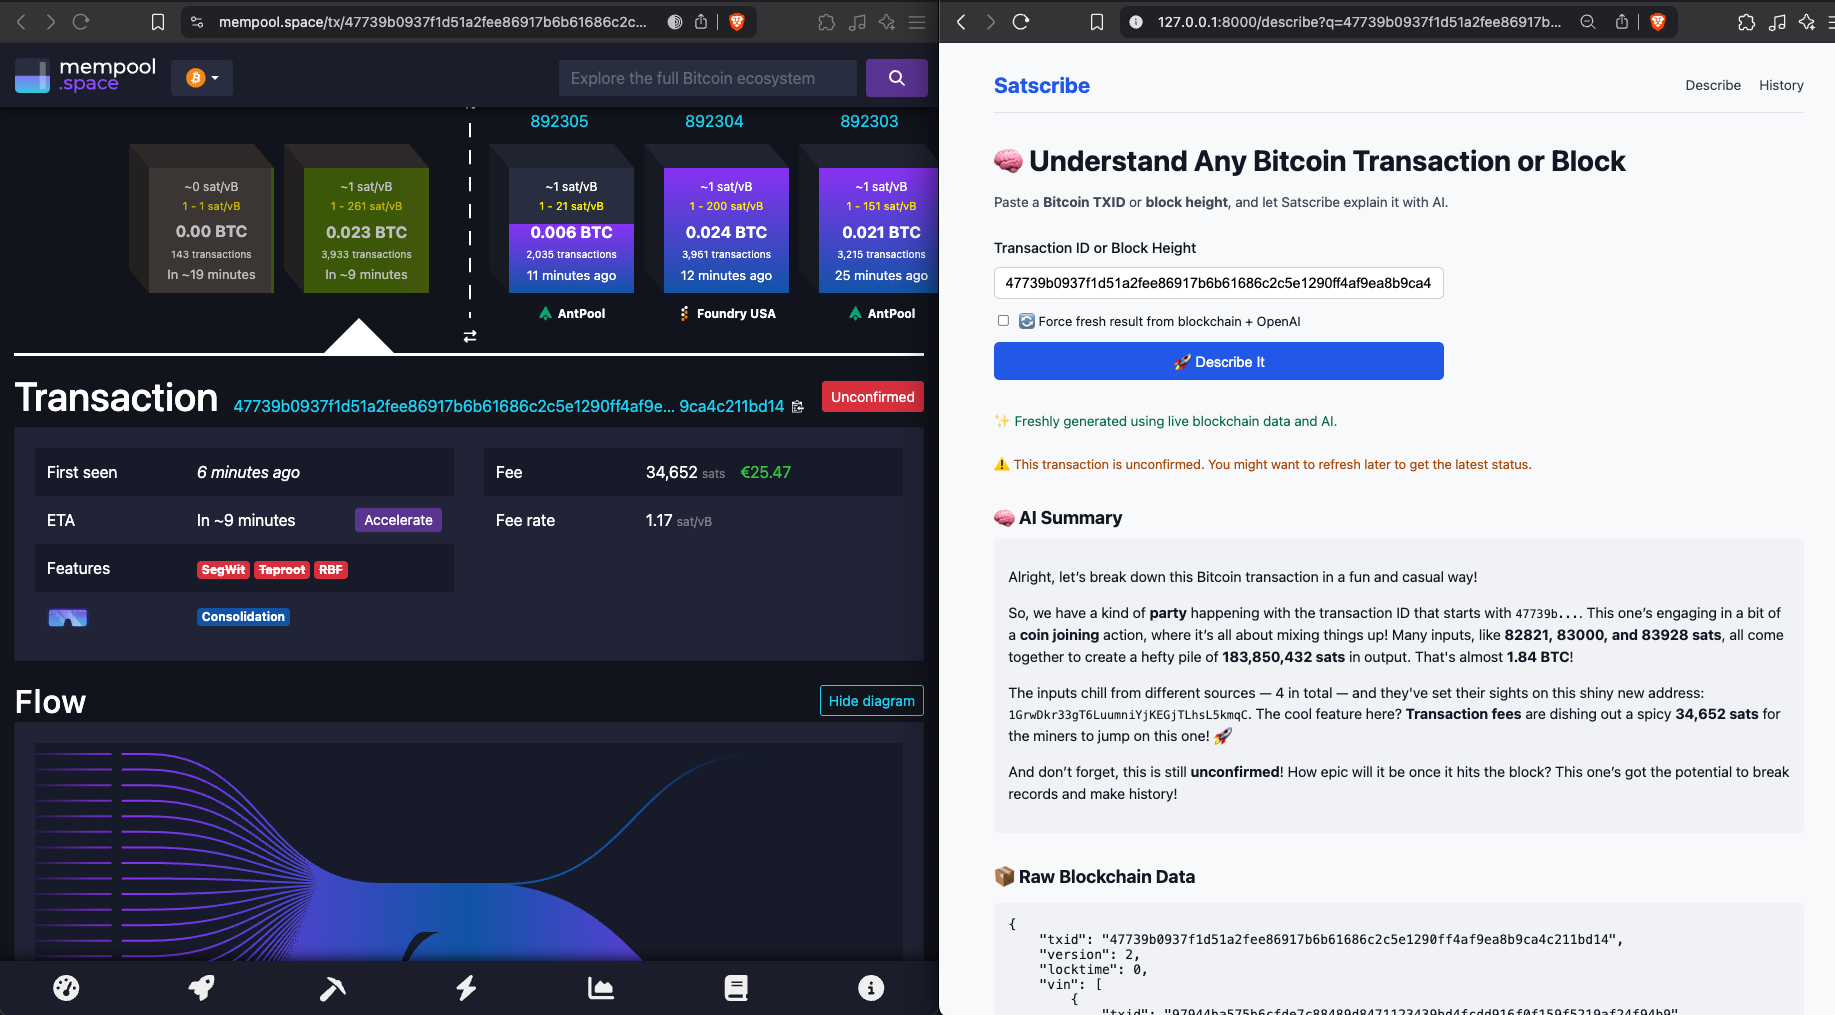 mempool.space/tx/47739b0937f1d51a2fee86917b6b61686c2c...
mempool
.space
Explore the full Bitcoin ecosystem
892305
892304
892303
~0 sat/vB
1 - 1 sat/vB
0.00 BTC
143 transactions
In ~19 minutes
~1 sat/vB
1 - 261 sat/vB
0.023 BTC
3,933 transactions
In ~9 minutes
~1 sat/vB
1 - 21 sat/vB
0.006 BTC
2,035 transactions
11 minutes ago
AntPool
~1 sat/vB
1 - 200 sat/vB
0.024 BTC
3,961 transactions
12 minutes ago
Foundry USA
~1 sat/vB
1 - 151 sat/vB
0.021 BTC
3,215 transactions
25 minutes ago
AntPool
Transaction 47739b0937f1d51a2fee86917b6b61686c2c5e1290ff4af9e... 9ca4c211bd14
Unconfirmed
First seen 6 minutes ago
ETA In ~9 minutes Accelerate
Features SegWit Taproot RBF
Consolidation
Fee 34,652 sats €25.47
Fee rate 1.17 sat/vB
Flow
Hide diagram
127.0.0.1:8000/describe?q=47739b0937f1d51a2fee86917b...
Satscribe
Describe History
🧠 Understand Any Bitcoin Transaction or Block
Paste a Bitcoin TXID or block height, and let Satscribe explain it with AI.
Transaction ID or Block Height
47739b0937f1d51a2fee86917b6b61686c2c5e1290ff4af9ea8b9ca4
🔄 Force fresh result from blockchain + OpenAI
🚀 Describe It
✨ Freshly generated using live blockchain data and AI.
⚠️ This transaction is unconfirmed. You might want to refresh later to get the latest status.
🧠 AI Summary
Alright, let's break down this Bitcoin transaction in a fun and casual way!
So, we have a kind of party happening with the transaction ID that starts with 47739b.... This one's engaging in a bit of
a coin joining action, where it's all about mixing things up! Many inputs, like 82821, 83000, and 83928 sats, all come
together to create a hefty pile of 183,850,432 sats in output. That's almost 1.84 BTC!
The inputs chill from different sources — 4 in total — and they've set their sights on this shiny new address:
1GrwDkr33gT6LuumniYjKEGjTLhsL5kmqC. The cool feature here? Transaction fees are dishing out a spicy 34,652 sats for
the miners to jump on this one! 🚀
And don't forget, this is still unconfirmed! How epic will it be once it hits the block? This one's got the potential to break
records and make history!
📦 Raw Blockchain Data
{
"txid": "47739b0937f1d51a2fee86917b6b61686c2c5e1290ff4af9ea8b9ca4c211bd14",
"version": 2,
"locktime": 0,
"vin": [
{